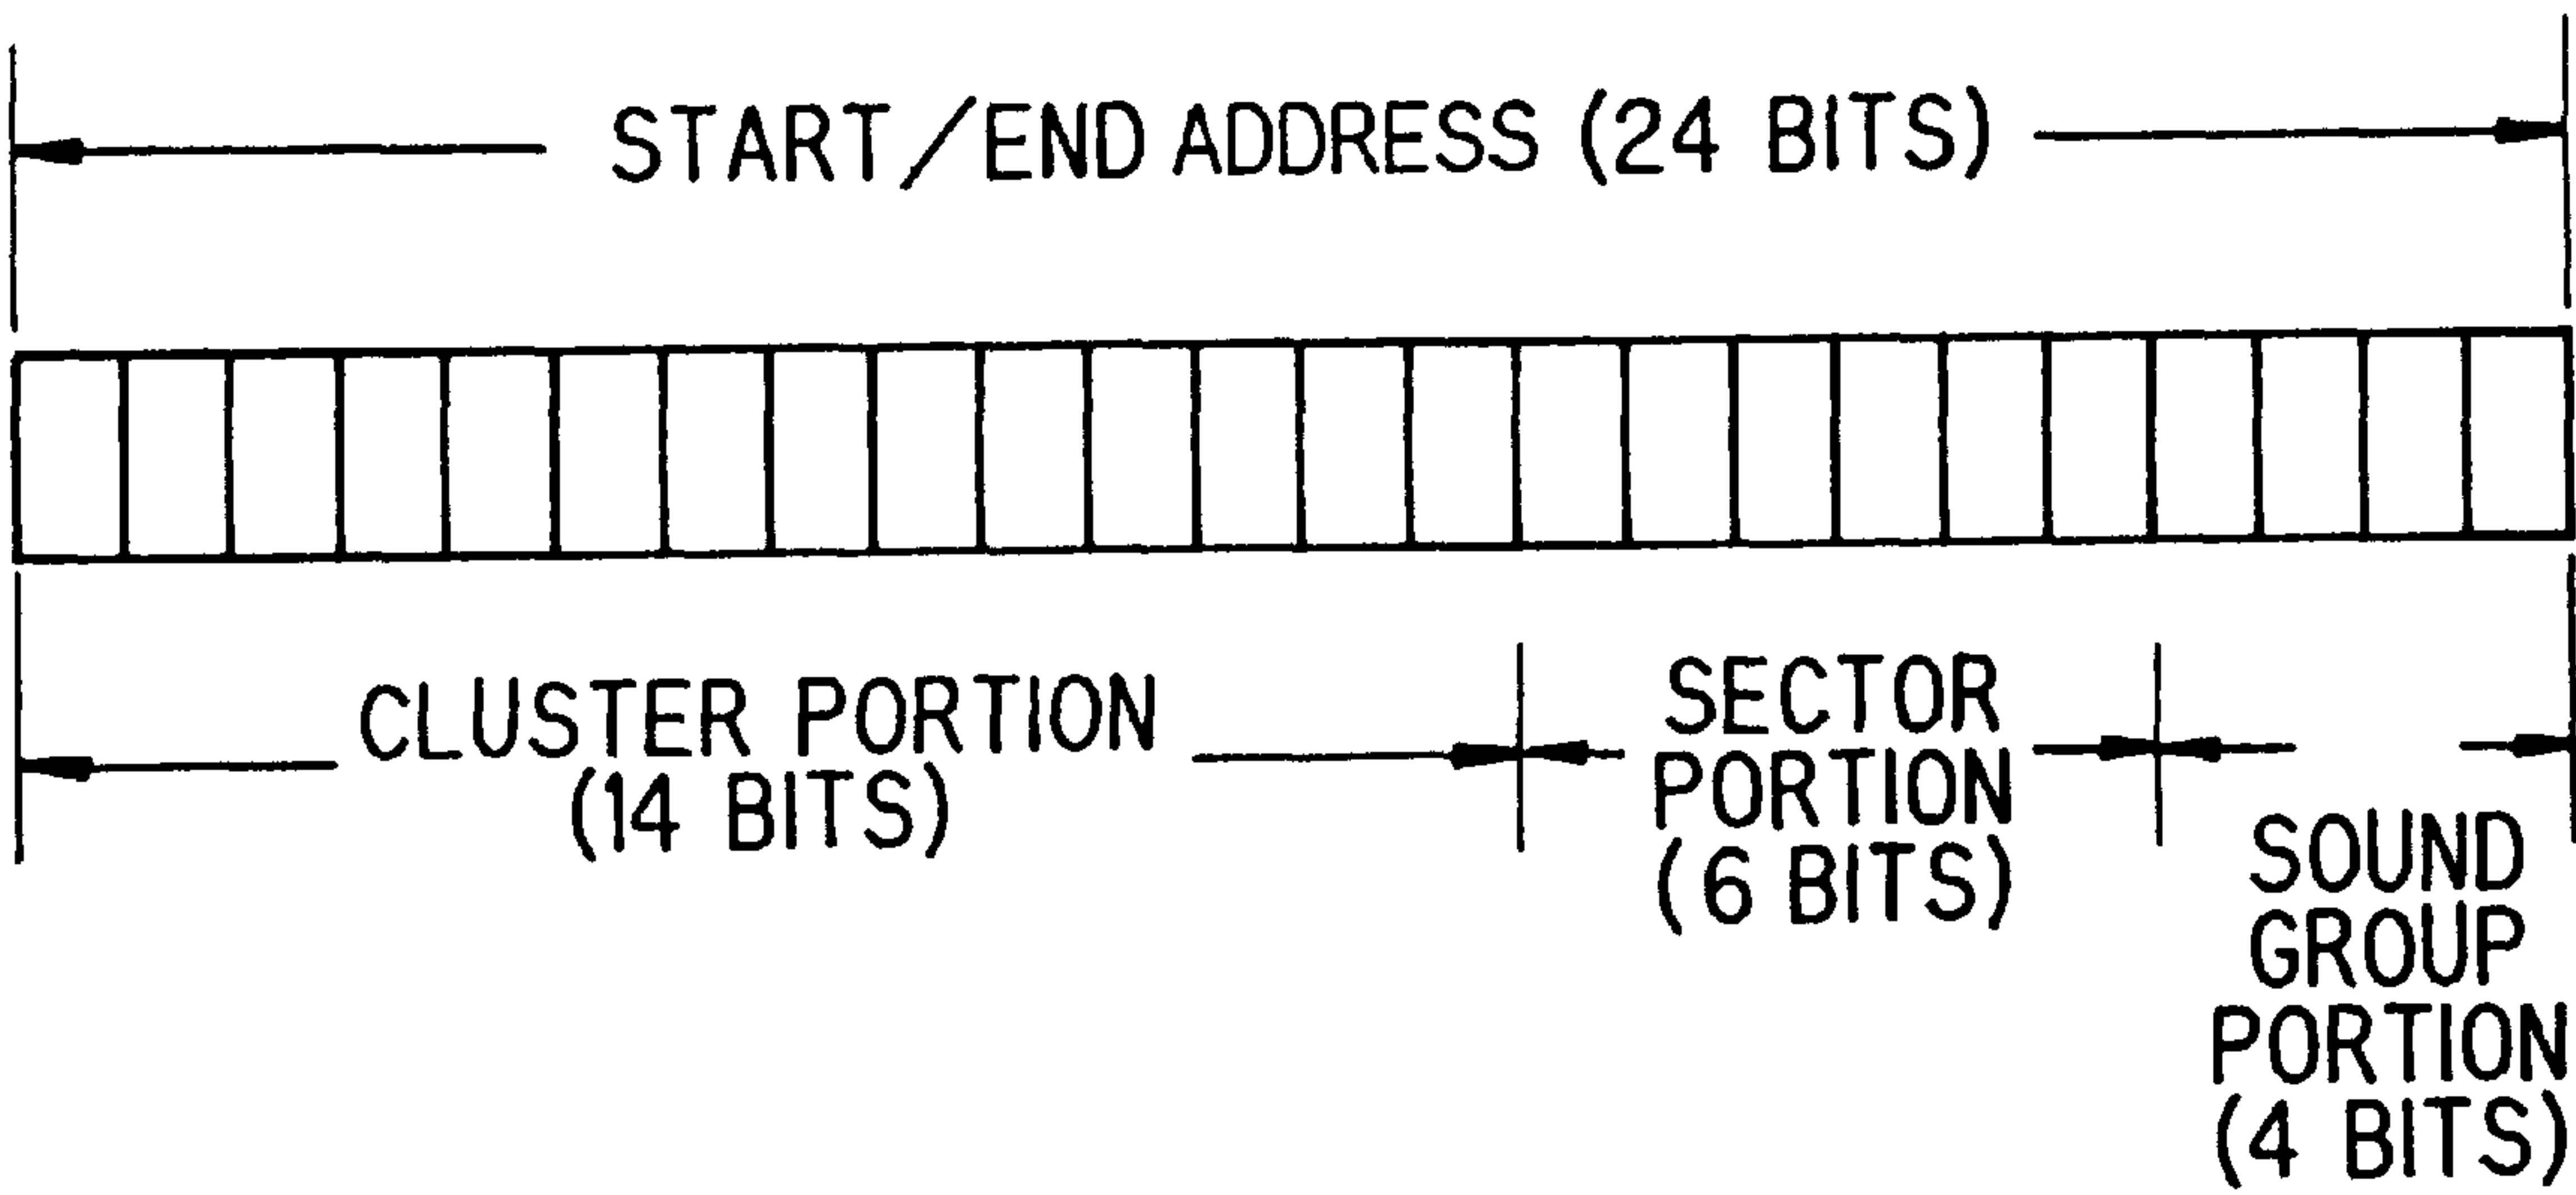 START/END ADDRESS (24 BITS)
CLUSTER PORTION
(14 BITS)
SECTOR
PORTION
(6 BITS)
SOUND
GROUP
PORTION
(4 BITS)